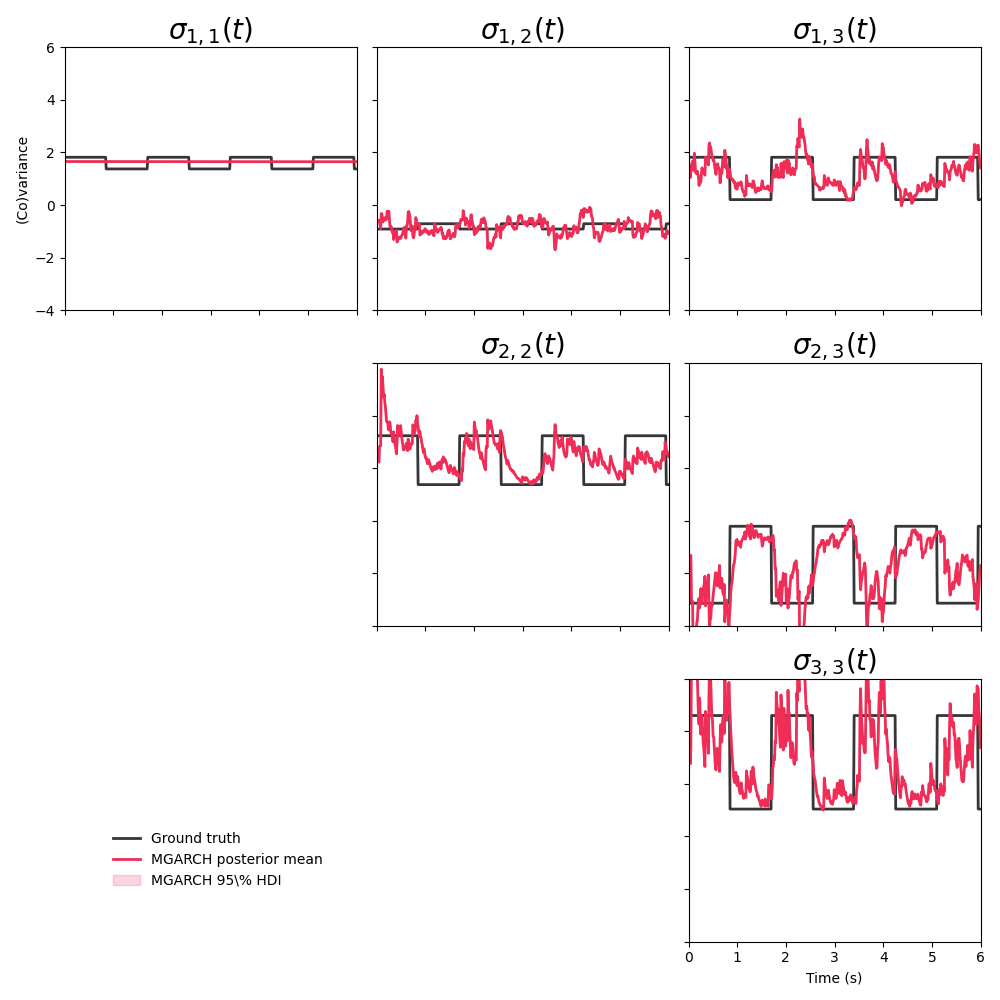 σ1,1(t)
σ1,2(t)
σ1,3(t)
6
4
2
0
−2
−4
(Co)variance
σ2,2(t)
σ2,3(t)
σ3,3(t)
Ground truth
MGARCH posterior mean
MGARCH 95\% HDI
0 1 2 3 4 5 6
Time (s)